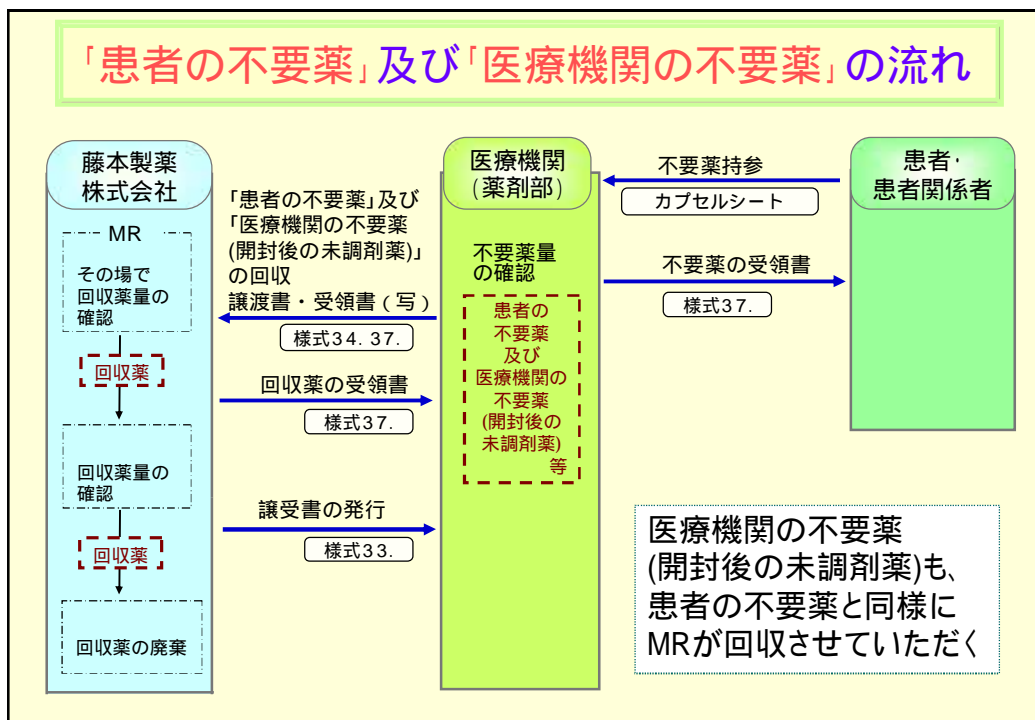 「患者の不要薬」及び「医療機関の不要薬」の流れ
藤本製薬
株式会社
MR
その場で
回収薬量の
確認
回収薬
回収薬量の
確認
回収薬
回収薬の廃棄
「患者の不要薬」及び
「医療機関の不要薬
(開封後の未調剤薬)」
の回収
譲渡書・受領書(写)
様式34. 37.
回収薬の受領書
様式37.
譲受書の発行
様式33.
医療機関
(薬剤部)
不要薬量
の確認
患者の
不要薬
及び
医療機関の
不要薬
(開封後の
未調剤薬)
等
不要薬持参
カプセルシート
不要薬の受領書
様式37.
患者・
患者関係者
医療機関の不要薬
(開封後の未調剤薬)も、
患者の不要薬と同様に
MRが回収させていただく